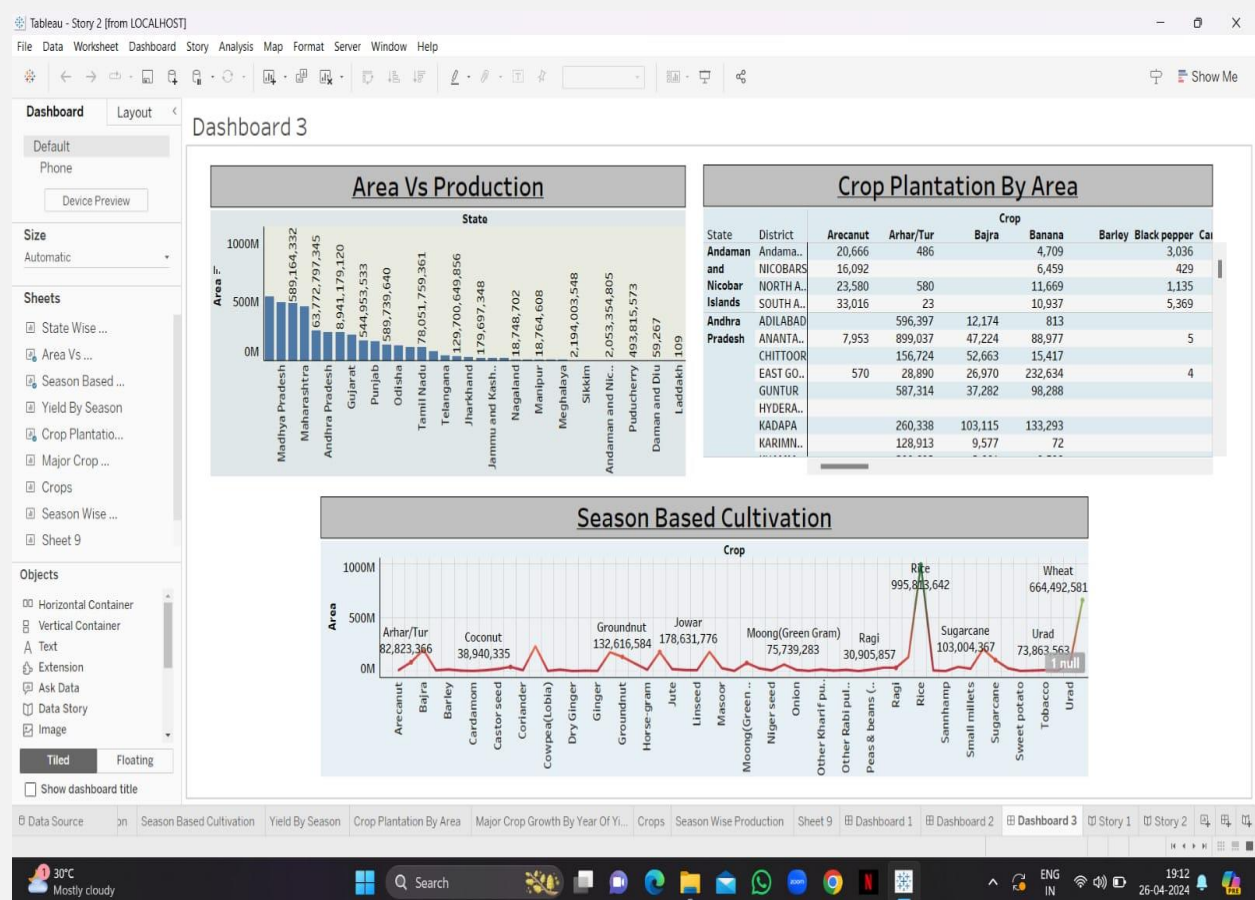 Tableau - Story 2 [from LOCALHOST]
File Data Worksheet Dashboard Story Analysis Map Format Server Window Help
Show Me
Dashboard Layout
Default
Phone
Device Preview
Size
Automatic
Sheets
State Wise ...
Area Vs ...
Season Based ...
Yield By Season
Crop Plantatio...
Major Crop ...
Crops
Season Wise ...
Sheet 9
Objects
Horizontal Container
Vertical Container
Text
Extension
Ask Data
Data Story
Image
Tiled Floating
Show dashboard title
Dashboard 3
Area Vs Production
State
Area
1000M
500M
0M
589,164,332
63,772,797,345
8,941,179,120
544,953,533
589,739,640
78,051,759,361
129,700,649,856
179,697,348
18,748,702
18,764,608
2,194,003,548
2,053,354,805
493,815,573
59,267
109
Madhya Pradesh
Maharashtra
Andhra Pradesh
Gujarat
Punjab
Odisha
Tamil Nadu
Telangana
Jharkhand
Jammu and Kash..
Nagaland
Manipur
Meghalaya
Sikkim
Andaman and Nic..
Puducherry
Daman and Diu
Laddakh
Crop Plantation By Area
Crop
State District Arecanut Arhar/Tur Bajra Banana Barley Black pepper Car
Andaman Andama.. 20,666 486 4,709 3,036
and NICOBARS 16,092 6,459 429
Nicobar NORTH A.. 23,580 580 11,669 1,135
Islands SOUTH A.. 33,016 23 10,937 5,369
Andhra ADILABAD 596,397 12,174 813
Pradesh ANANTA.. 7,953 899,037 47,224 88,977 5
CHITTOOR 156,724 52,663 15,417
EAST GO.. 570 28,890 26,970 232,634 4
GUNTUR 587,314 37,282 98,288
HYDERA..
KADAPA 260,338 103,115 133,293
KARIMN.. 128,913 9,577 72
Season Based Cultivation
Crop
Area
1000M
500M
0M
Arhar/Tur
82,823,366
Coconut
38,940,335
Groundnut
132,616,584
Jowar
178,631,776
Moong(Green Gram)
75,739,283
Ragi
30,905,857
Rice
995,813,642
Sugarcane
103,004,367
Urad
73,863,563
Wheat
664,492,581
1 null
Arecanut
Bajra
Barley
Cardamom
Castor seed
Coriander
Cowpea(Lobia)
Dry Ginger
Ginger
Groundnut
Horse-gram
Jute
Linseed
Masoor
Moong(Green ..
Niger seed
Onion
Other Kharif pu..
Other Rabi pul..
Peas & beans (..
Ragi
Rice
Sannhamp
Small millets
Sugarcane
Sweet potato
Tobacco
Urad
Data Source on Season Based Cultivation Yield By Season Crop Plantation By Area Major Crop Growth By Year Of Yi... Crops Season Wise Production Sheet 9 Dashboard 1 Dashboard 2 Dashboard 3 Story 1 Story 2
1
30°C
Mostly cloudy
Search
zoom
N
ENG
IN
19:12
26-04-2024
PRE